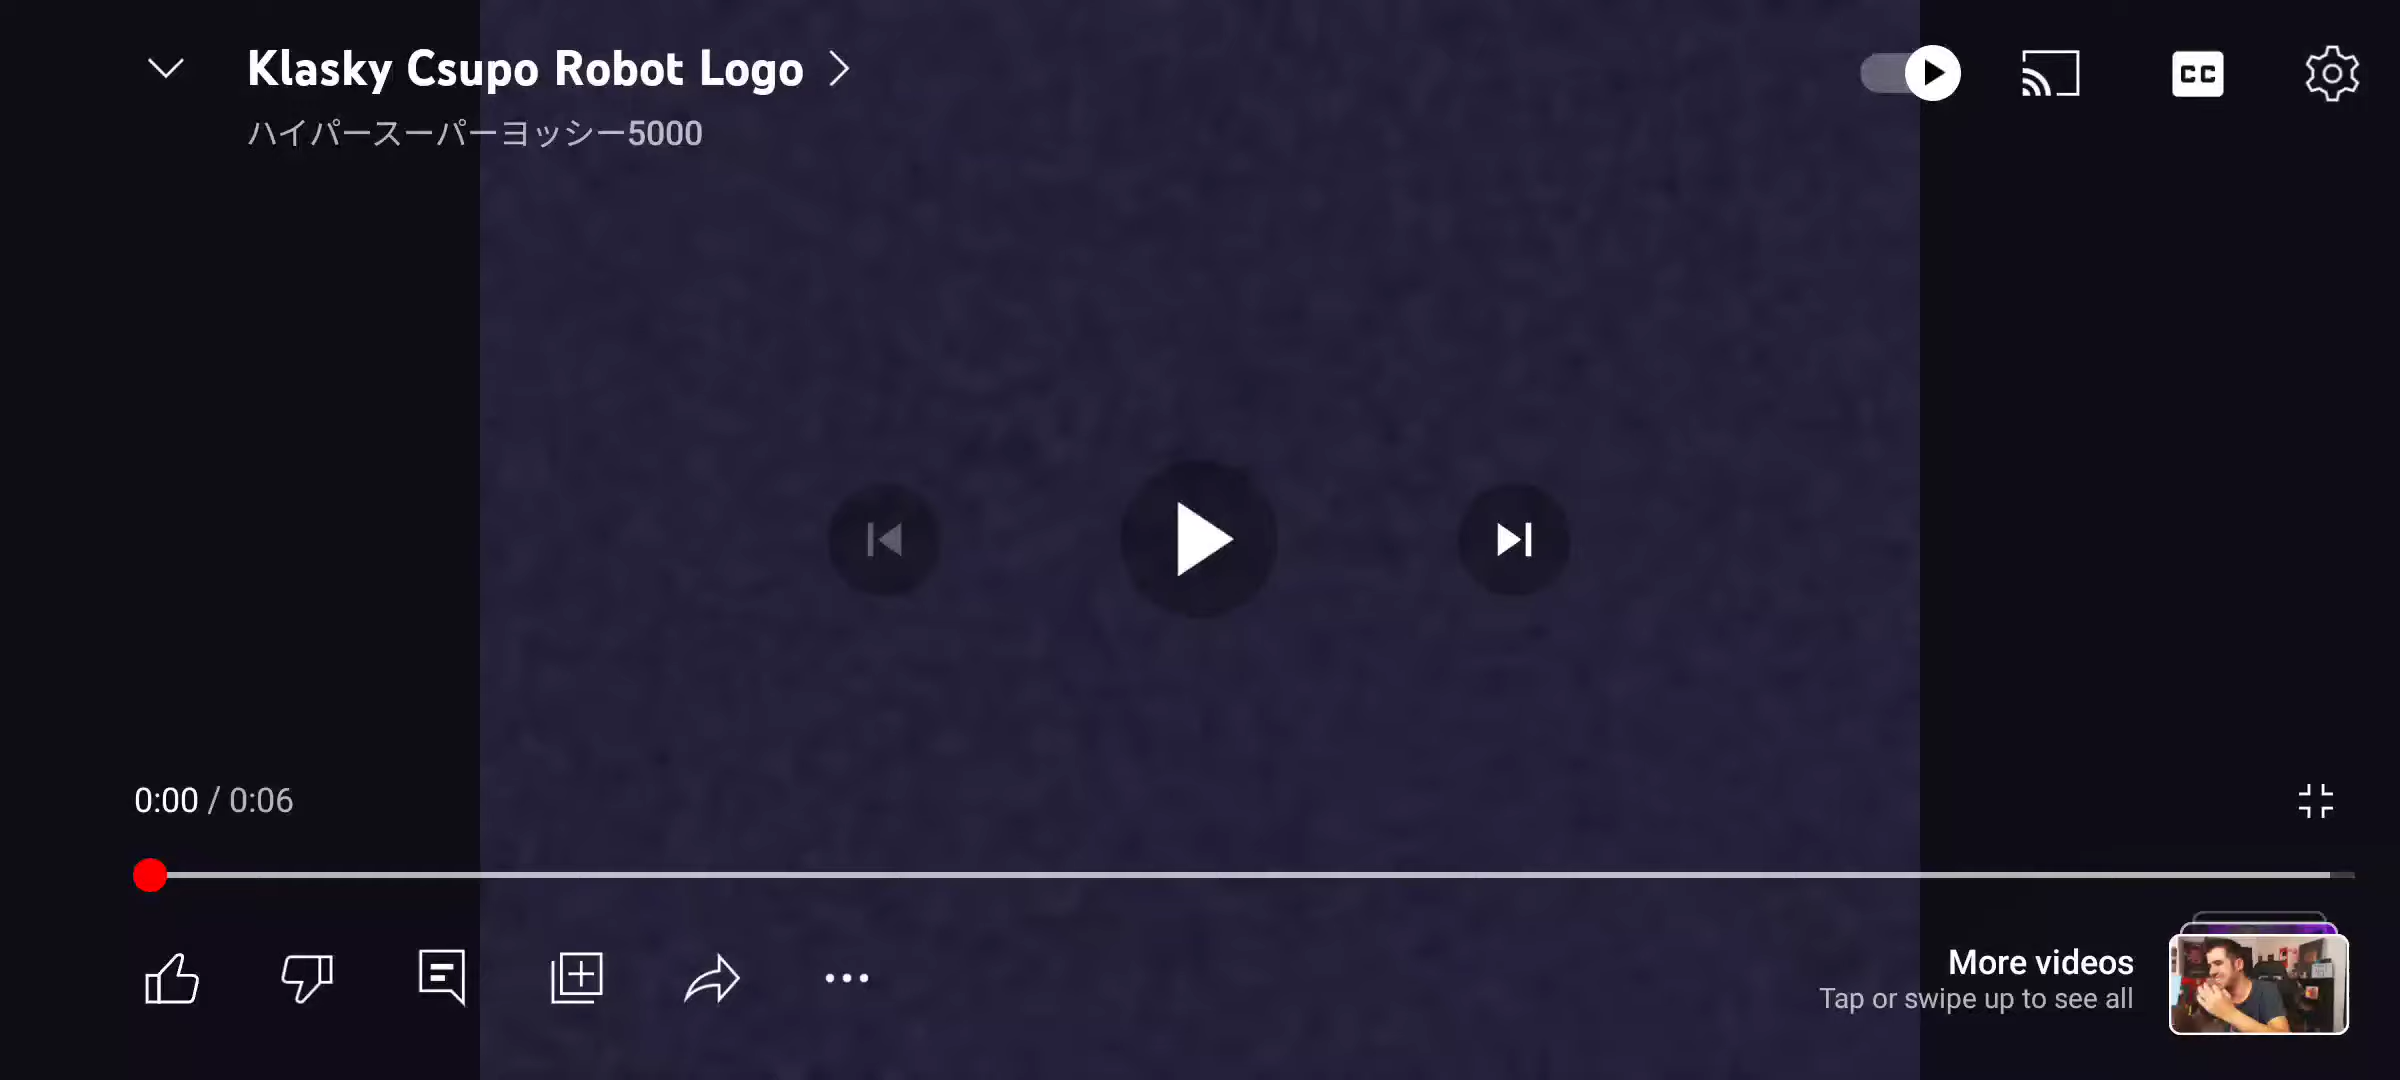 Klasky Csupo Robot Logo
ハイパースーパーヨッシー5000
CC
0:00 / 0:06
More videos
Tap or swipe up to see all